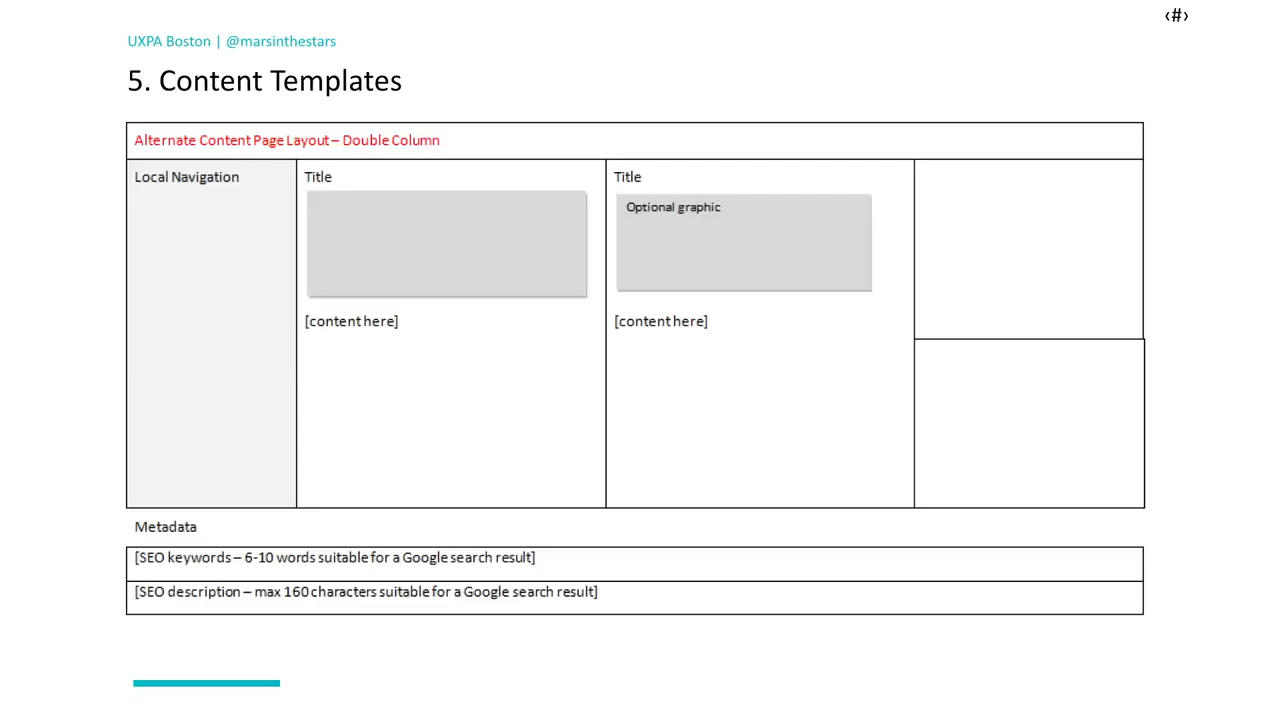 ‹#›
UXPA Boston | @marsinthestars
5. Content Templates
Alternate Content Page Layout – Double Column
Local Navigation
Title
[content here]
Title
Optional graphic
[content here]
Metadata
[SEO keywords – 6-10 words suitable for a Google search result]
[SEO description – max 160 characters suitable for a Google search result]